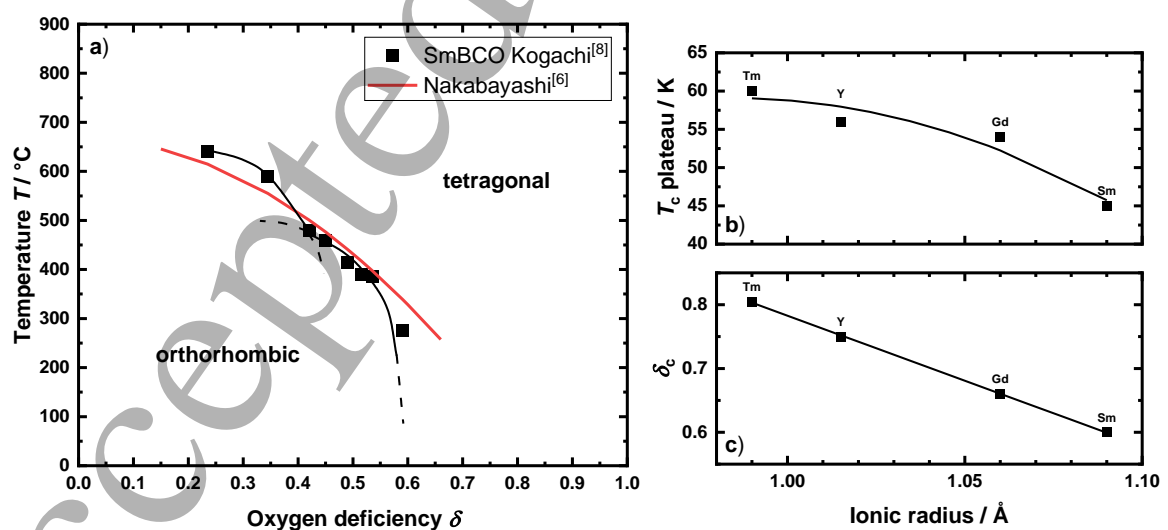 a)
SmBCO Kogachi[8]
Nakabayashi[6]
900
800
700
600
500
400
300
200
100
0
Temperature T / °C
tetragonal
orthorhombic
0.0 0.1 0.2 0.3 0.4 0.5 0.6 0.7 0.8 0.9 1.0
Oxygen deficiency δ
b)
60
55
50
45
40
Tc plateau / K
Tm
Y
Gd
Sm
c)
0.8
0.7
0.6
δc
Tm
Y
Gd
Sm
1.00 1.05 1.10
Ionic radius / Å
ccepted